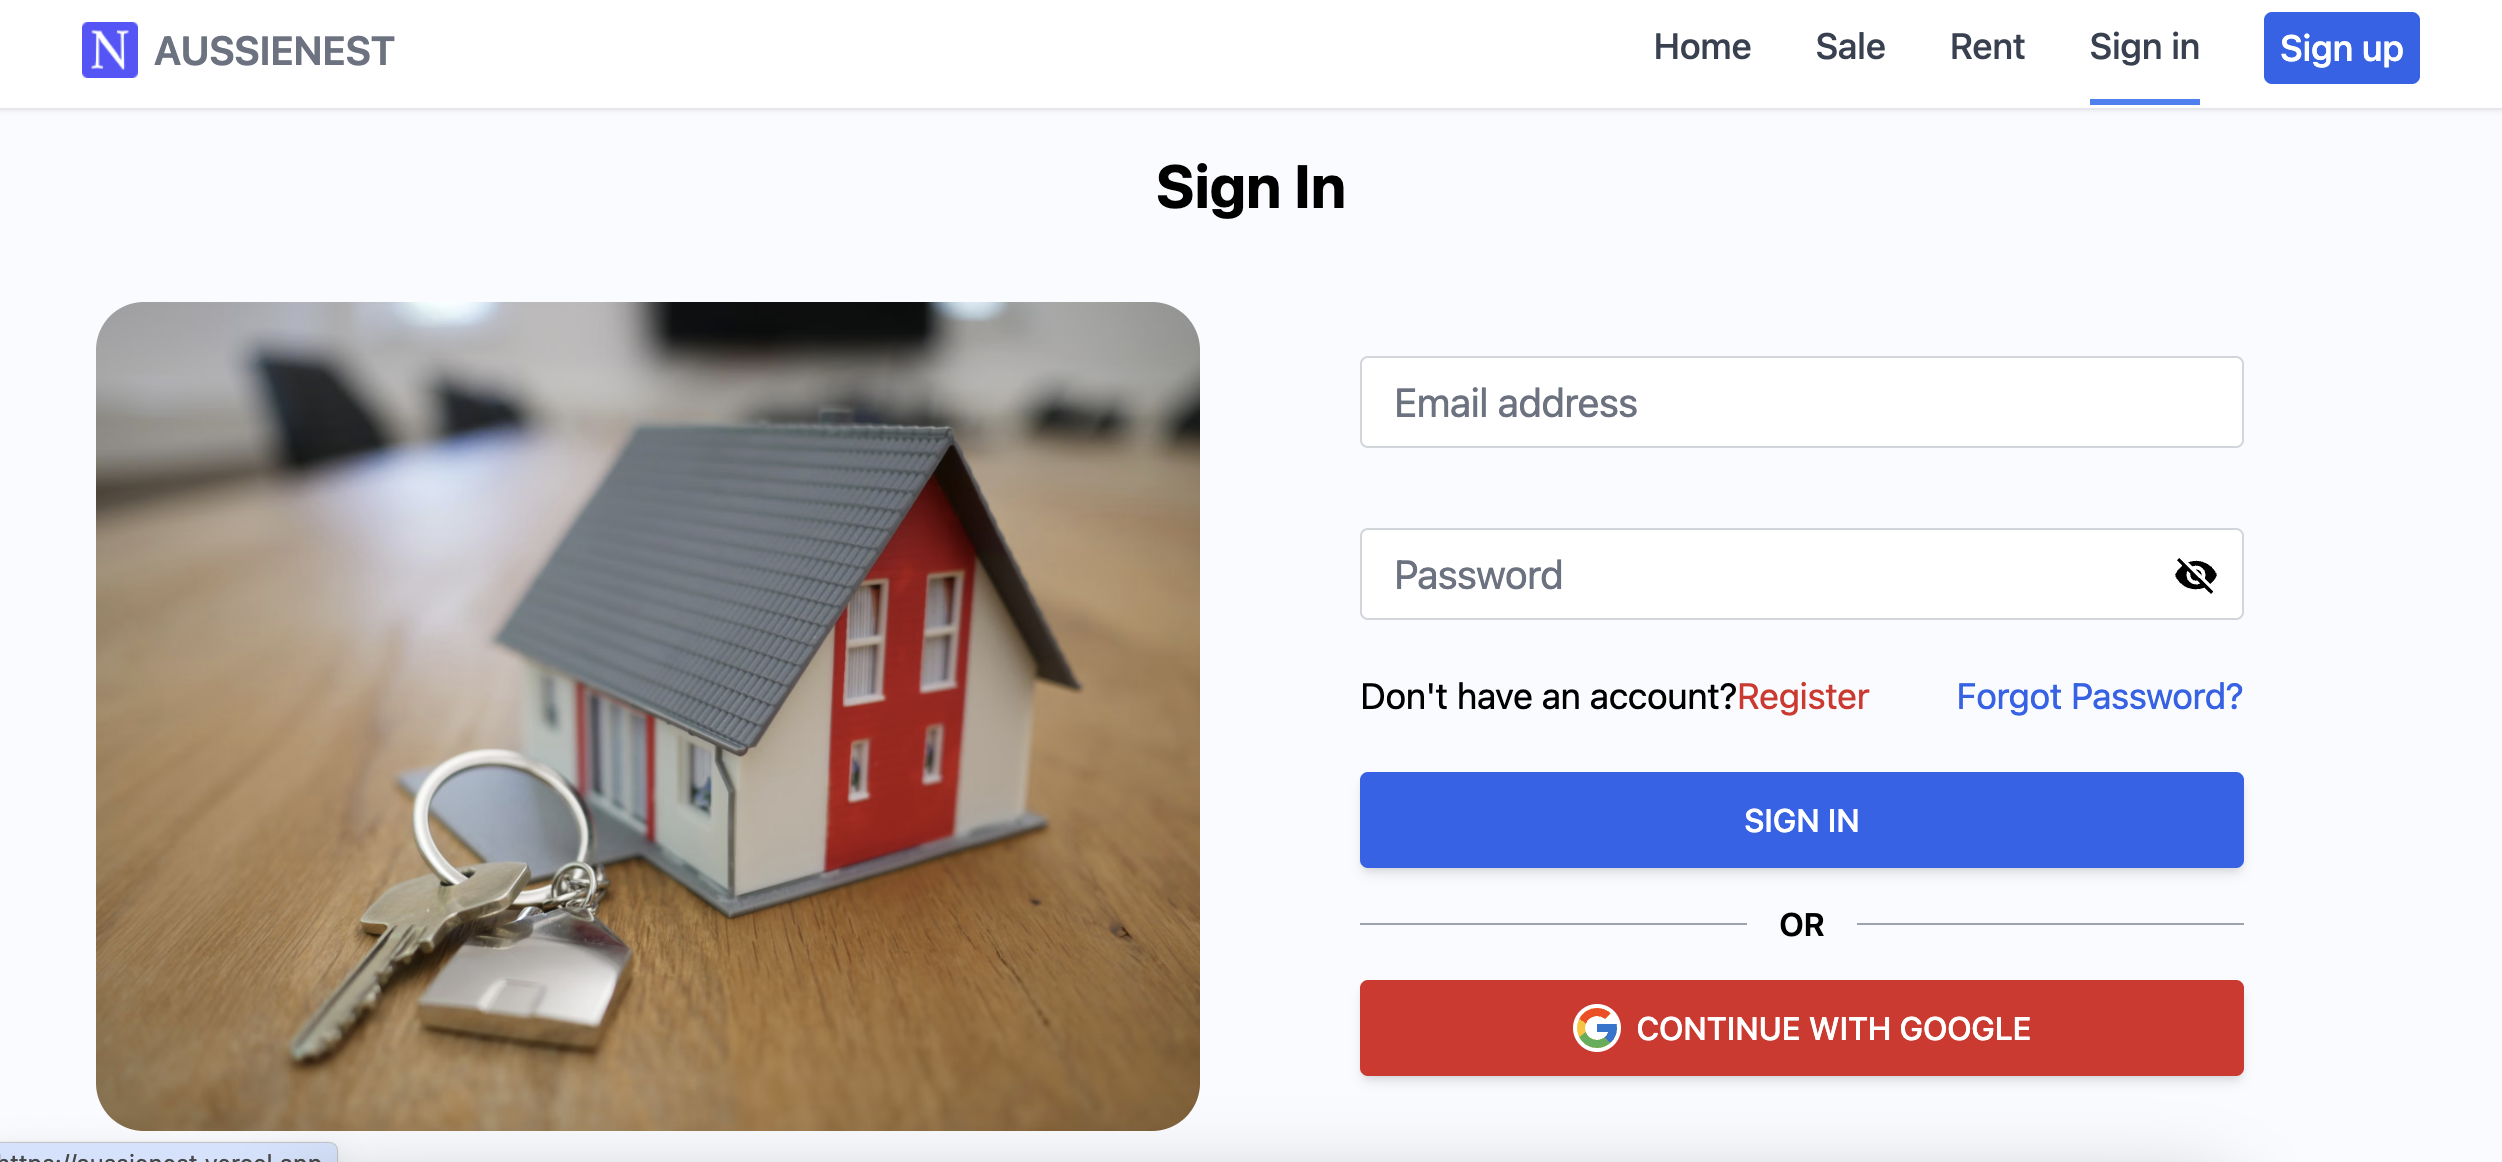 N AUSSIENEST
Home Sale Rent Sign in Sign up
Sign In
Email address
Password
Don't have an account?Register Forgot Password?
SIGN IN
OR
G CONTINUE WITH GOOGLE
https://aussienest.vercel.app